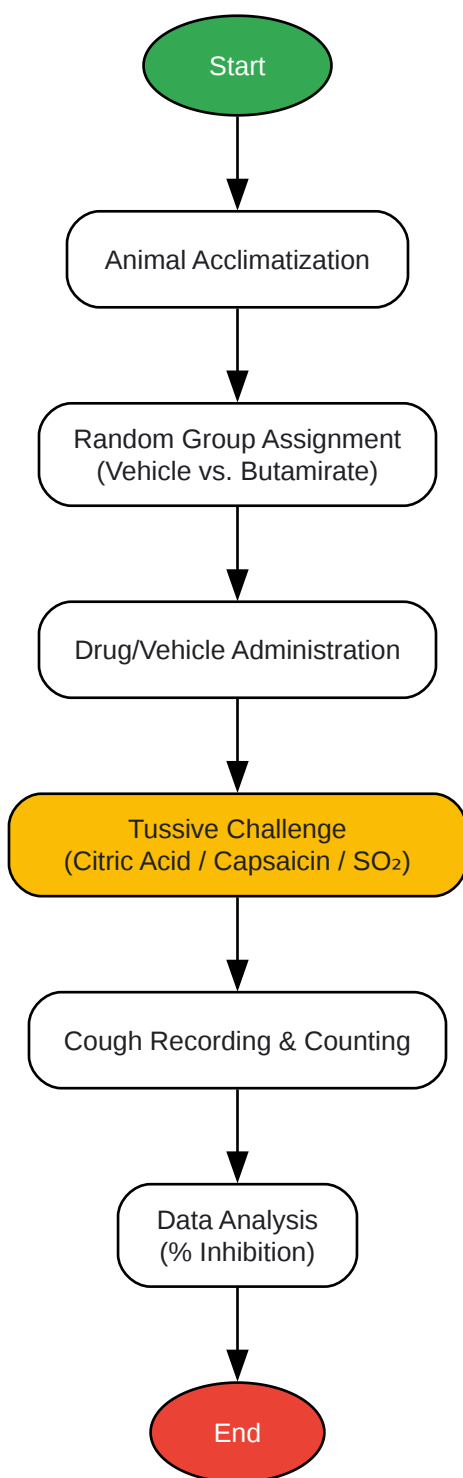 Start
Animal Acclimatization
Random Group Assignment
(Vehicle vs. Butamirate)
Drug/Vehicle Administration
Tussive Challenge
(Citric Acid / Capsaicin / SO₂)
Cough Recording & Counting
Data Analysis
(% Inhibition)
End